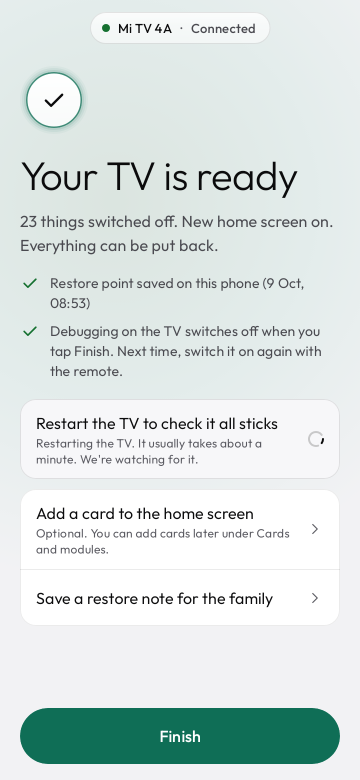 Mi TV 4A · Connected
Your TV is ready
23 things switched off. New home screen on.
Everything can be put back.
Restore point saved on this phone (9 Oct,
08:53)
Debugging on the TV switches off when you
tap Finish. Next time, switch it on again with
the remote.
Restart the TV to check it all sticks
Restarting the TV. It usually takes about a
minute. We're watching for it.
Add a card to the home screen
Optional. You can add cards later under Cards
and modules.
Save a restore note for the family
Finish